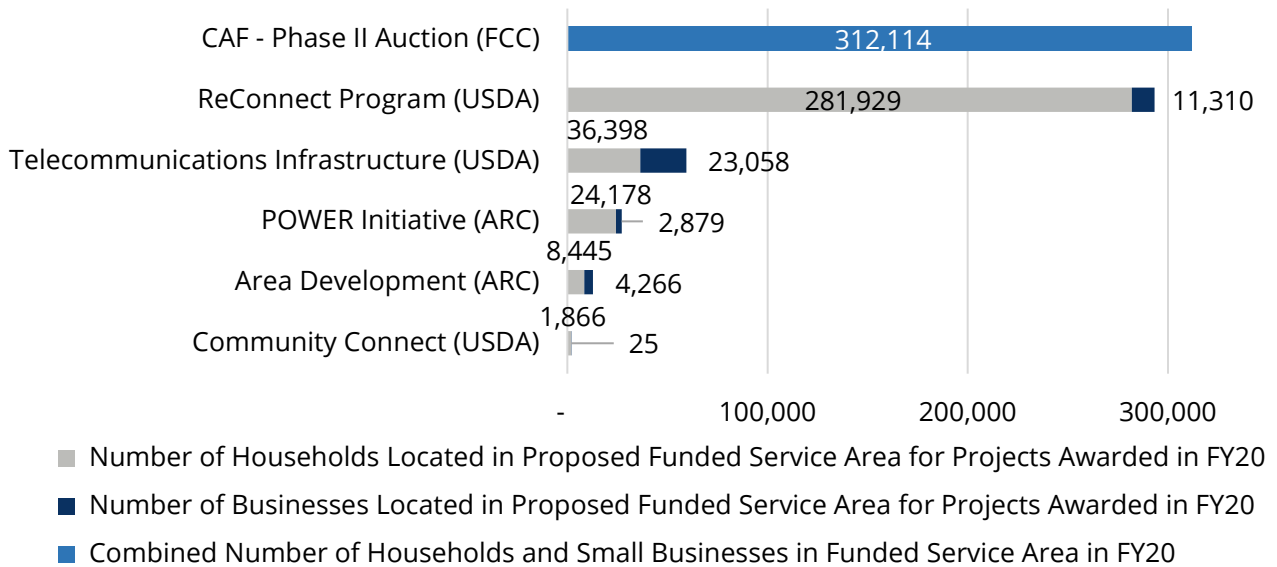 CAF - Phase II Auction (FCC)
312,114
ReConnect Program (USDA)
281,929
11,310
36,398
Telecommunications Infrastructure (USDA)
23,058
24,178
POWER Initiative (ARC)
2,879
8,445
Area Development (ARC)
4,266
1,866
Community Connect (USDA)
25
- 100,000 200,000 300,000
Number of Households Located in Proposed Funded Service Area for Projects Awarded in FY20
Number of Businesses Located in Proposed Funded Service Area for Projects Awarded in FY20
Combined Number of Households and Small Businesses in Funded Service Area in FY20